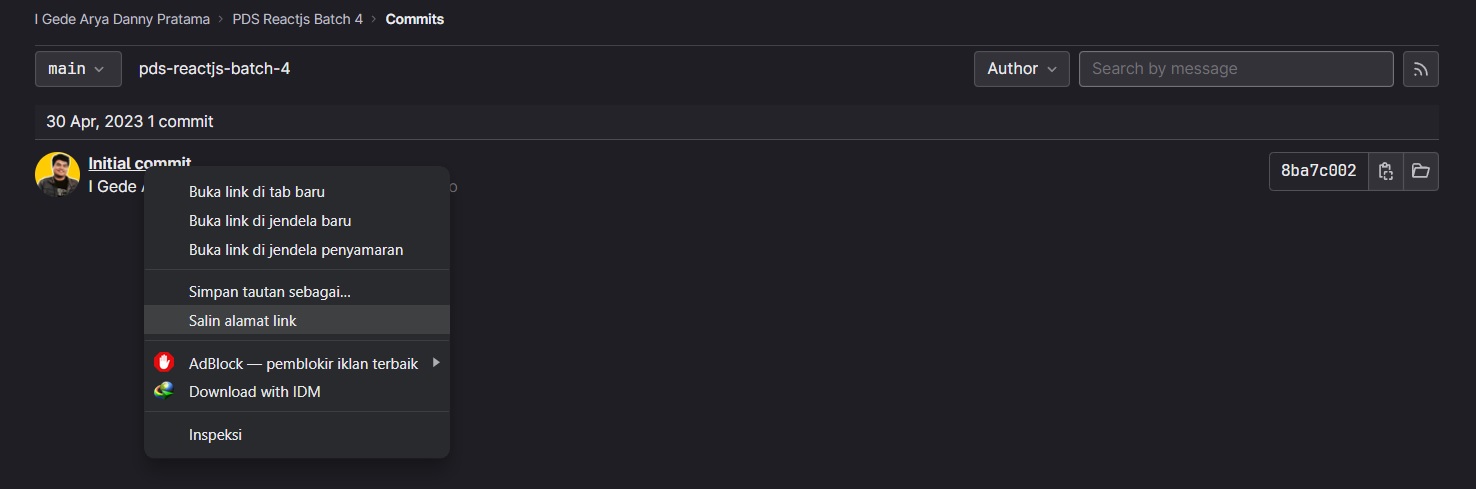 I Gede Arya Danny Pratama › PDS Reactjs Batch 4 › Commits
main pds-reactjs-batch-4 Author Search by message
30 Apr, 2023 1 commit
Initial commit 8ba7c002
I Gede
Buka link di tab baru
Buka link di jendela baru
Buka link di jendela penyamaran
Simpan tautan sebagai...
Salin alamat link
AdBlock — pemblokir iklan terbaik
Download with IDM
Inspeksi